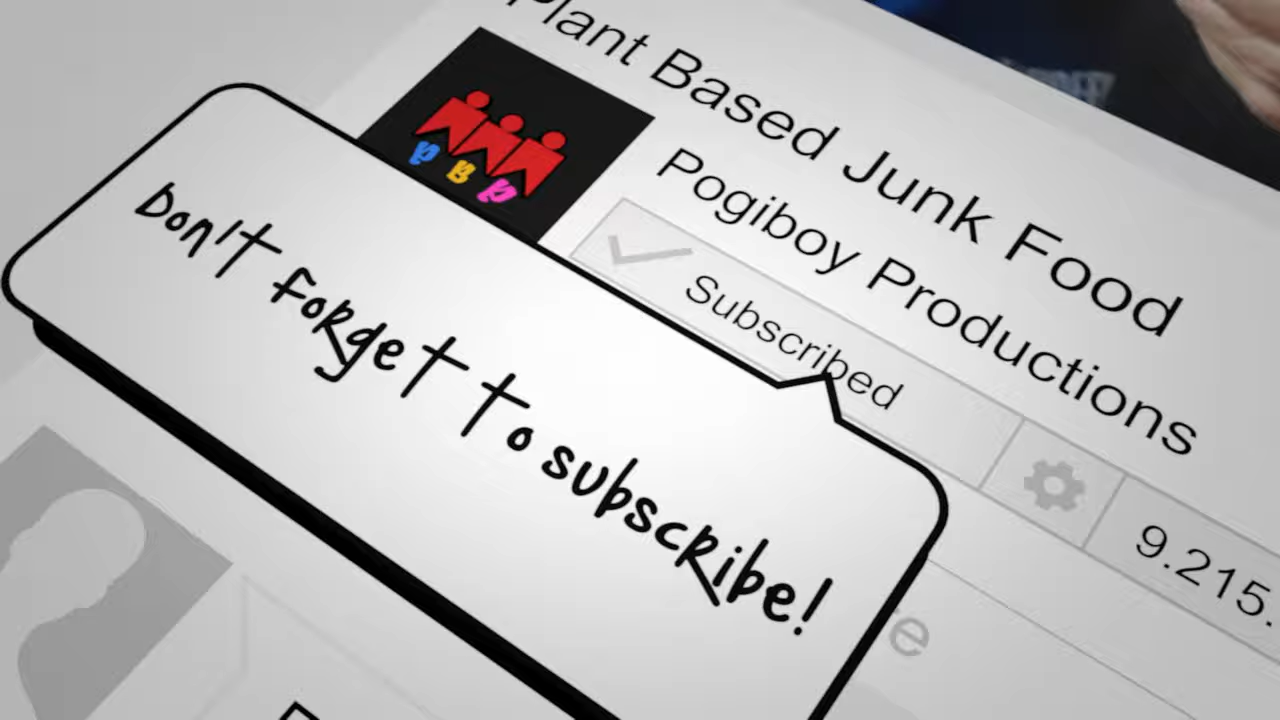 Plant Based Junk Food
Pogiboy Productions
P B P
Subscribed
9.215.
Don't forget to subscribe!